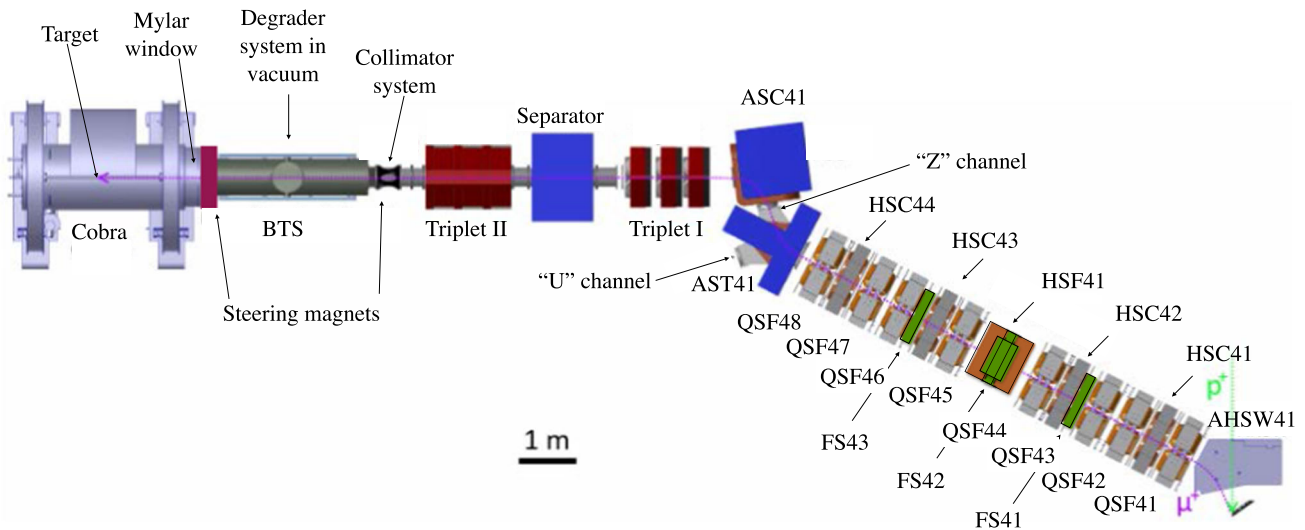 Target
Mylar
window
Degrader
system in
vacuum
Collimator
system
Separator
ASC41
“Z” channel
HSC44
HSC43
HSF41
HSC42
HSC41
p+
AHSW41
Cobra
BTS
Triplet II
Triplet I
“U” channel
AST41
Steering magnets
QSF48
QSF47
QSF46
QSF45
FS43
QSF44
QSF43
FS42
QSF42
QSF41
FS41
μ+
1 m